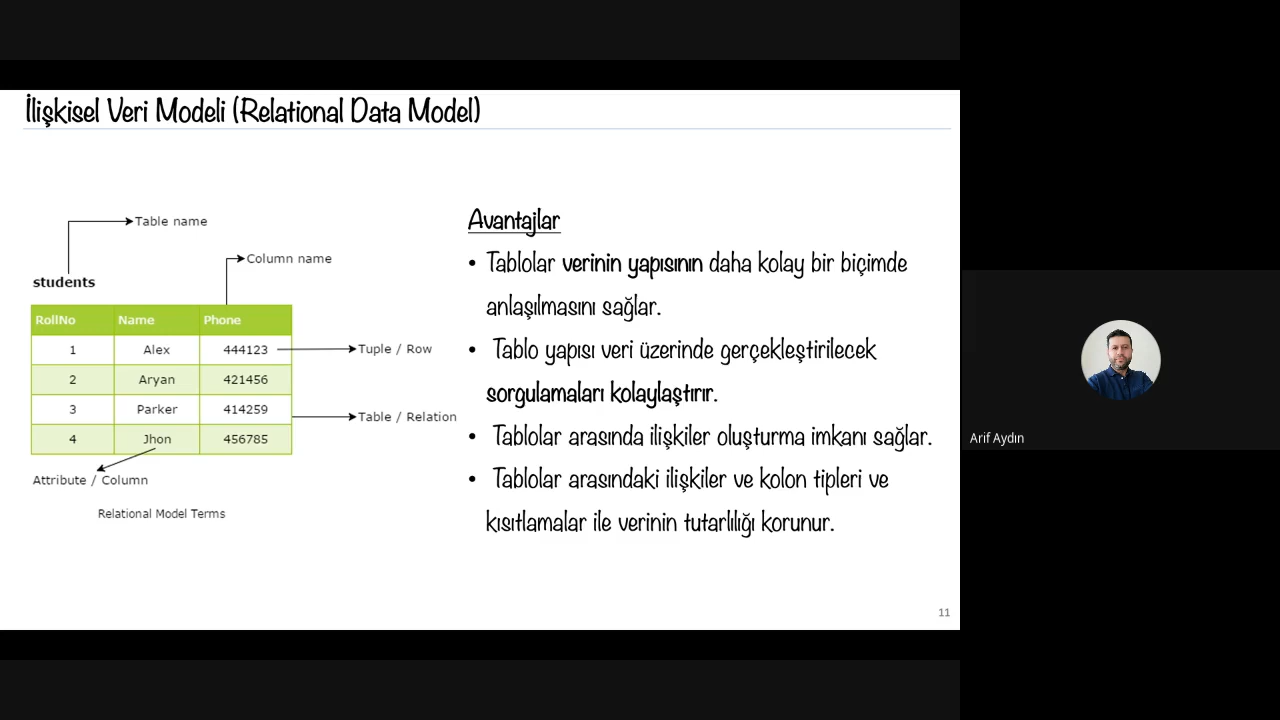 İlişkisel Veri Modeli (Relational Data Model)
Table name
Column name
students
RollNo Name Phone
1 Alex 444123
2 Aryan 421456
3 Parker 414259
4 Jhon 456785
Tuple / Row
Table / Relation
Attribute / Column
Relational Model Terms
Avantajlar
• Tablolar verinin yapısının daha kolay bir biçimde
anlaşılmasını sağlar.
• Tablo yapısı veri üzerinde gerçekleştirilecek
sorgulamaları kolaylaştırır.
• Tablolar arasında ilişkiler oluşturma imkanı sağlar.
• Tablolar arasındaki ilişkiler ve kolon tipleri ve
kısıtlamalar ile verinin tutarlılığı korunur.
11
Arif Aydın